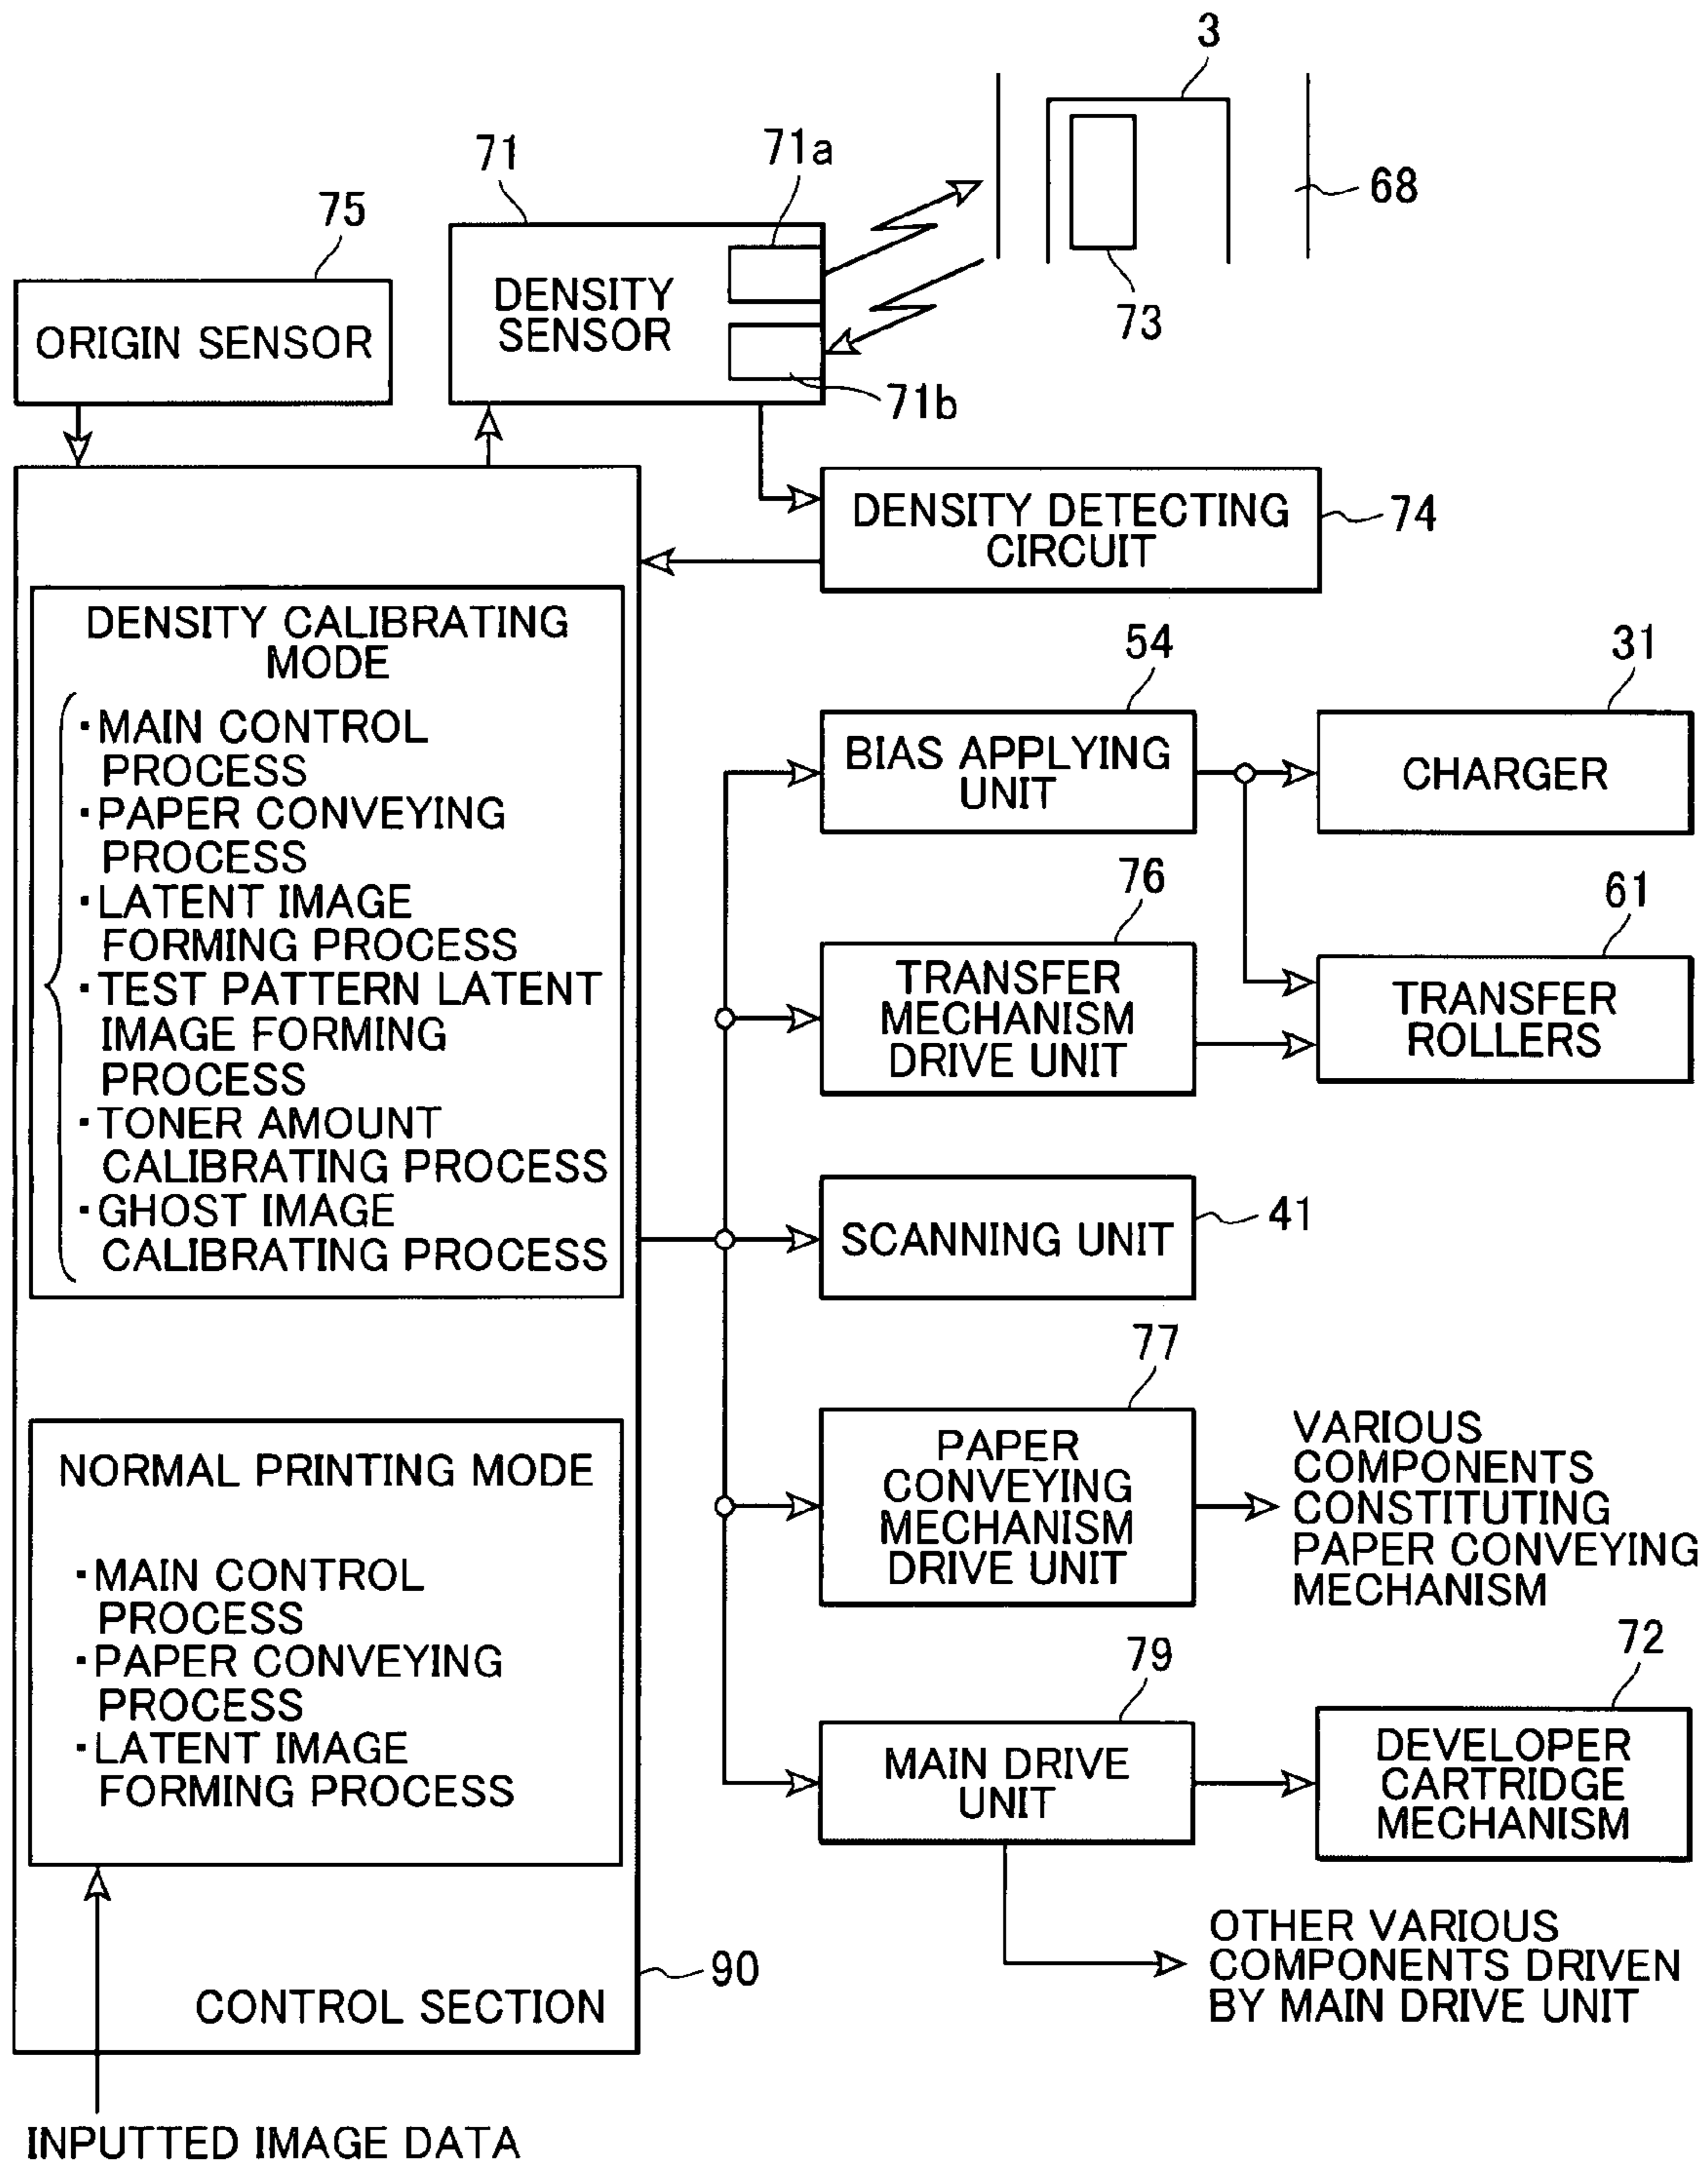 3
71
71a
75
68
DENSITY
SENSOR
73
ORIGIN SENSOR
71b
DENSITY DETECTING
CIRCUIT
74
DENSITY CALIBRATING
MODE
・MAIN CONTROL
PROCESS
・PAPER CONVEYING
PROCESS
・LATENT IMAGE
FORMING PROCESS
・TEST PATTERN LATENT
IMAGE FORMING
PROCESS
・TONER AMOUNT
CALIBRATING PROCESS
・GHOST IMAGE
CALIBRATING PROCESS
54
31
BIAS APPLYING
UNIT
CHARGER
76
61
TRANSFER
MECHANISM
DRIVE UNIT
TRANSFER
ROLLERS
SCANNING UNIT
41
77
PAPER
CONVEYING
MECHANISM
DRIVE UNIT
VARIOUS
COMPONENTS
CONSTITUTING
PAPER CONVEYING
MECHANISM
NORMAL PRINTING MODE
・MAIN CONTROL
PROCESS
・PAPER CONVEYING
PROCESS
・LATENT IMAGE
FORMING PROCESS
79
72
MAIN DRIVE
UNIT
DEVELOPER
CARTRIDGE
MECHANISM
OTHER VARIOUS
COMPONENTS DRIVEN
BY MAIN DRIVE UNIT
90
CONTROL SECTION
INPUTTED IMAGE DATA